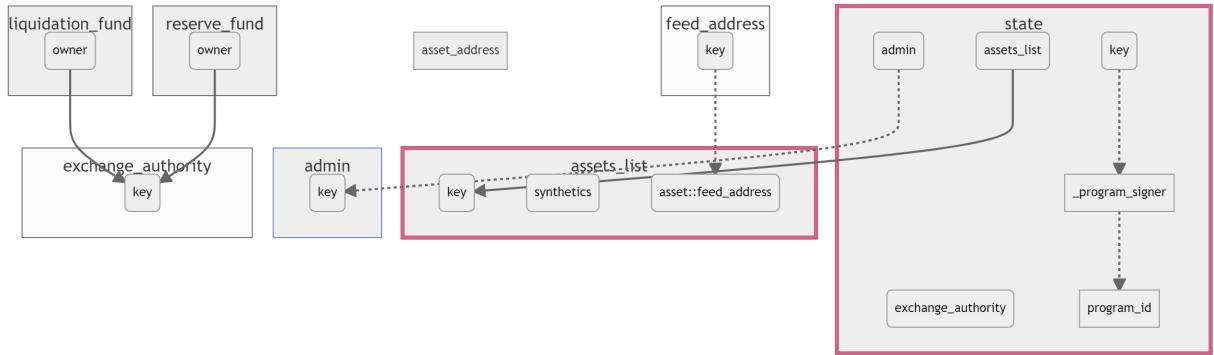 liquidation_fund
owner
reserve_fund
owner
asset_address
feed_address
key
state
admin
assets_list
key
exchange_authority
key
admin
key
assets_list
key
synthetics
asset::feed_address
_program_signer
exchange_authority
program_id